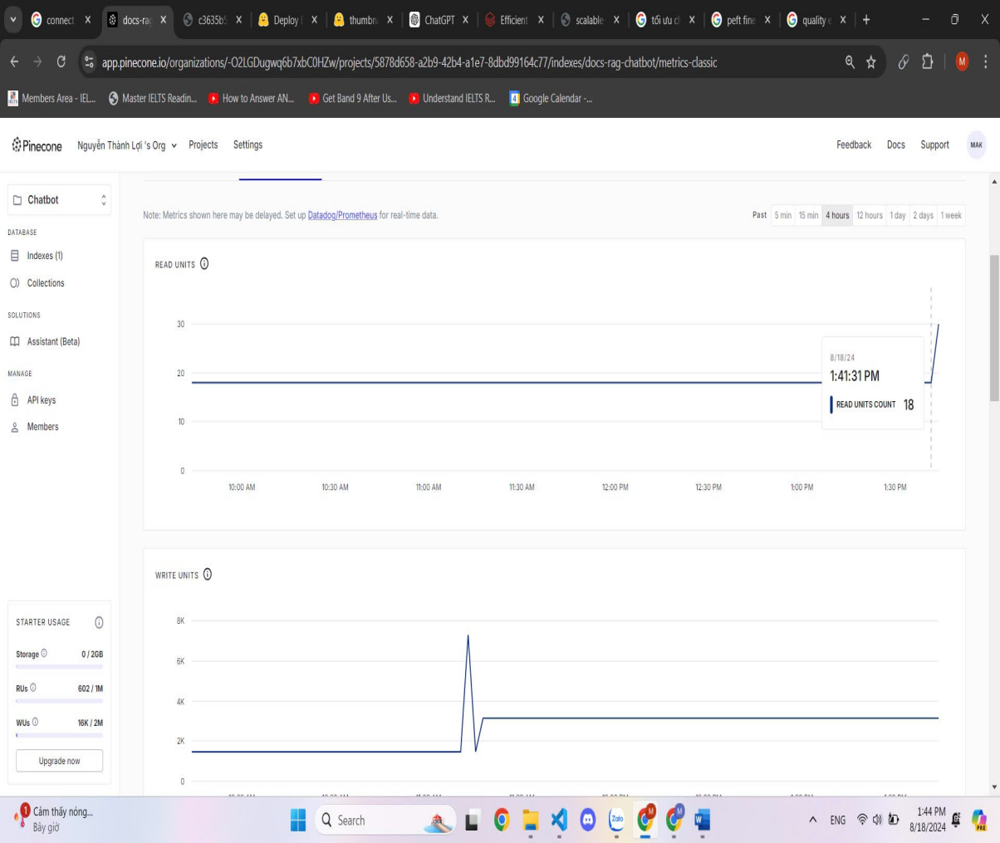 connect
docs-rag
c3635b5
Deploy
thumbn
ChatGPT
Efficient
scalable-
tối ưu ch
peft fine
quality e
app.pinecone.io/organizations/-O2LGDugwq6b7xbC0HZw/projects/5878d658-a2b9-42b4-a1e7-8dbd99164c77/indexes/docs-rag-chatbot/metrics-classic
M
Members Area - IEL...
Master IELTS Readin...
How to Answer AN...
Get Band 9 After Us...
Understand IELTS R...
Google Calendar -...
Pinecone
Nguyễn Thành Lợi 's Org
Projects
Settings
Feedback
Docs
Support
MAK
Chatbot
DATABASE
Indexes (1)
Collections
SOLUTIONS
Assistant (Beta)
MANAGE
API keys
Members
STARTER USAGE
Storage 0 / 2GB
RUs 602 / 1M
WUs 16K / 2M
Upgrade now
Note: Metrics shown here may be delayed. Set up Datadog/Prometheus for real-time data.
Past 5 min 15 min 4 hours 12 hours 1 day 2 days 1 week
READ UNITS
30
20
10
0
10:00 AM 10:30 AM 11:00 AM 11:30 AM 12:00 PM 12:30 PM 1:00 PM 1:30 PM
8/18/24
1:41:31 PM
READ UNITS COUNT 18
WRITE UNITS
8K
6K
4K
2K
0
1
Cảm thấy nóng...
Bây giờ
Search
Zalo
ENG
1:44 PM
8/18/2024
PRE